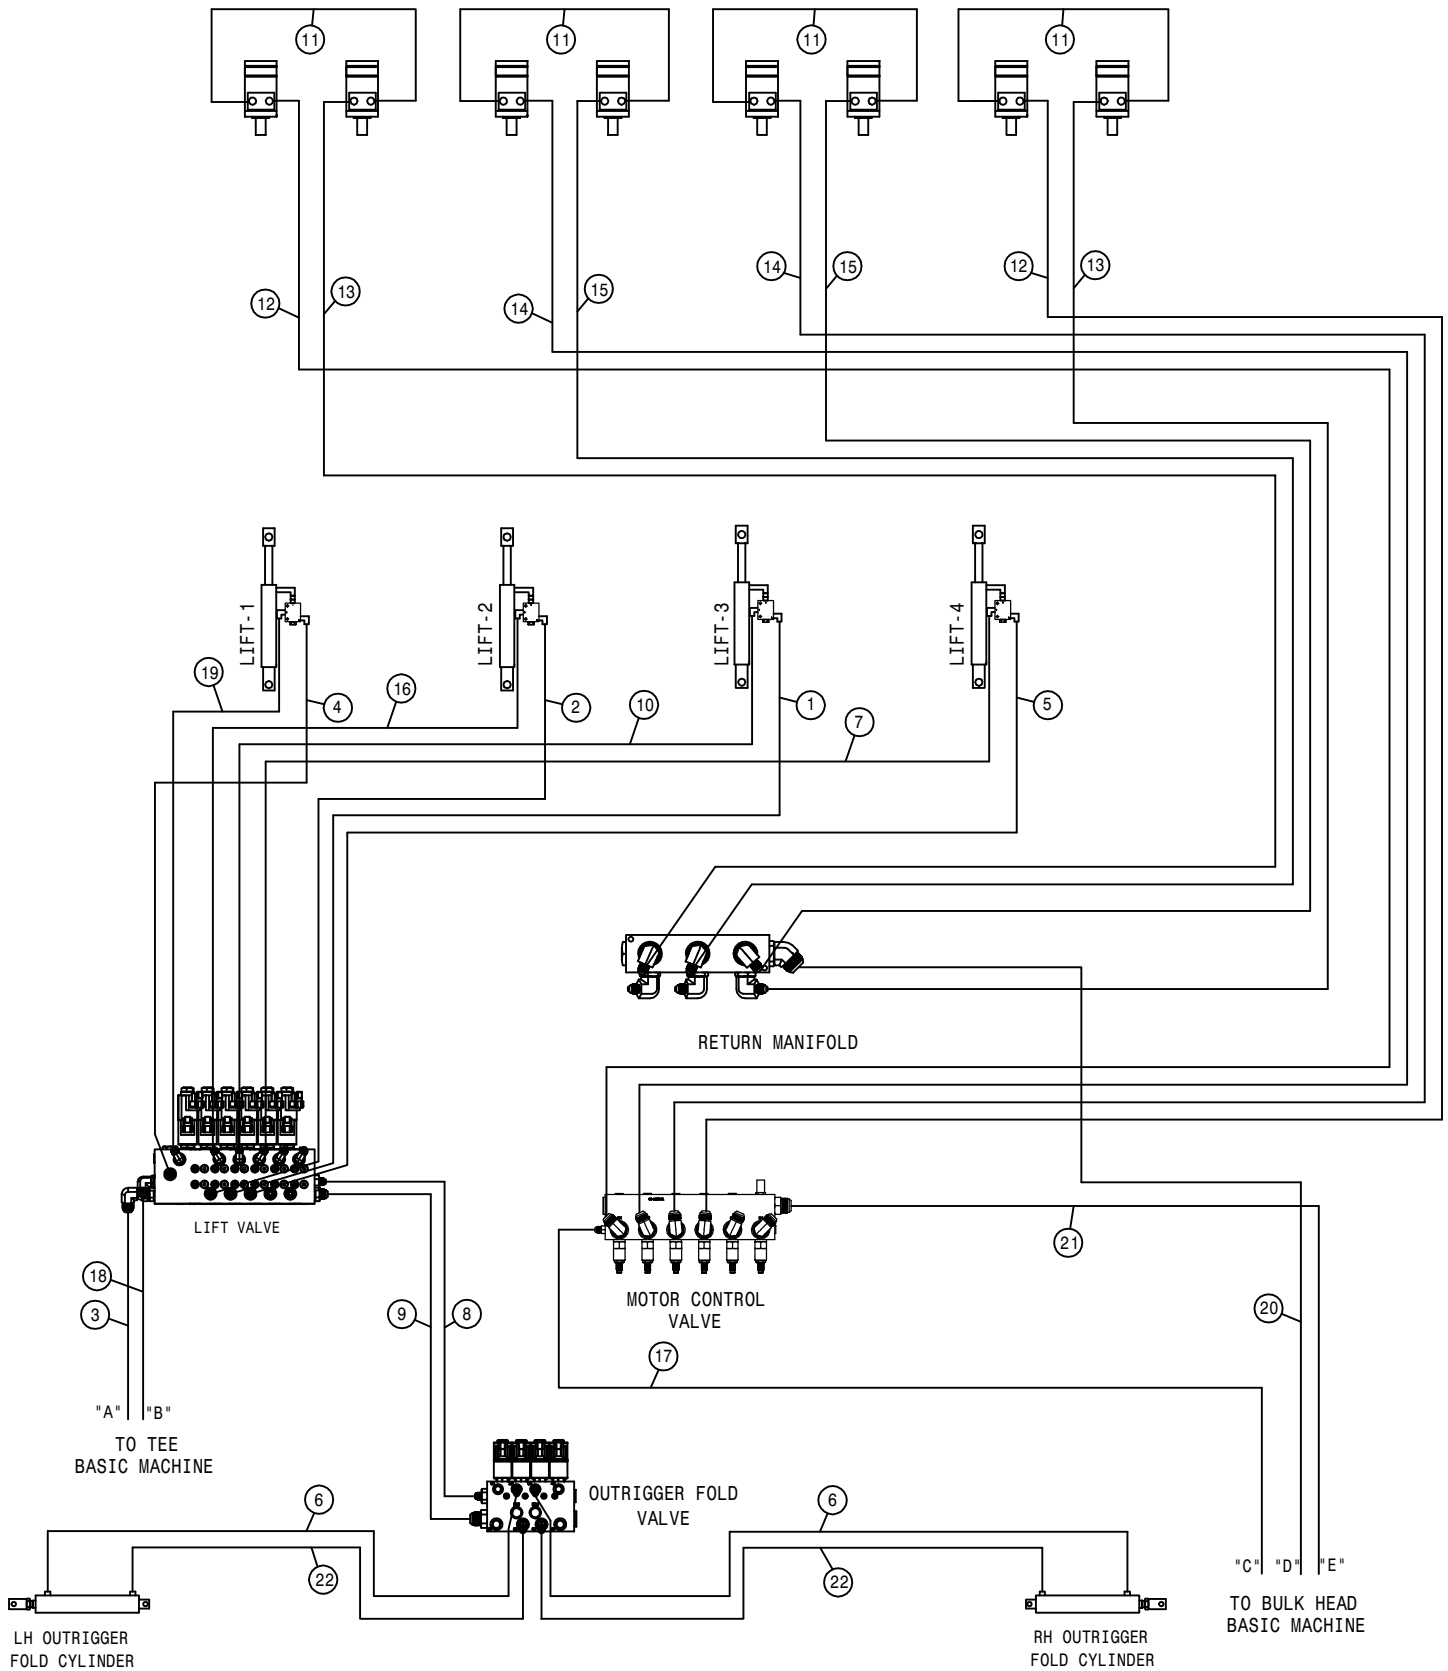 11 11 11 11
12 13 14 15 14 15 12 13
LIFT-1 LIFT-2 LIFT-3 LIFT-4
19 4 16 2 10 1 7 5
RETURN MANIFOLD
LIFT VALVE
MOTOR CONTROL
VALVE
21
18
3
9 8
20
17
"A" "B"
TO TEE
BASIC MACHINE
OUTRIGGER FOLD
VALVE
6 6
22 22
"C" "D" "E"
TO BULK HEAD
BASIC MACHINE
LH OUTRIGGER
FOLD CYLINDER
RH OUTRIGGER
FOLD CYLINDER